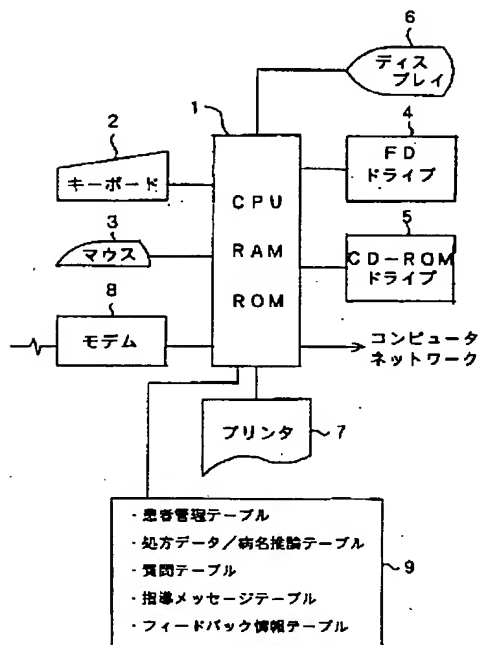 6
ディス
プレイ
1
2
キーボード
4
FD
ドライブ
CPU
RAM
ROM
3
マウス
5
CD-ROM
ドライブ
8
モデム
コンピュータ
ネットワーク
プリンタ
7
・患者管理テーブル
・処方データ/病名推論テーブル
・質問テーブル
・指導メッセージテーブル
・フィードバック情報テーブル
9